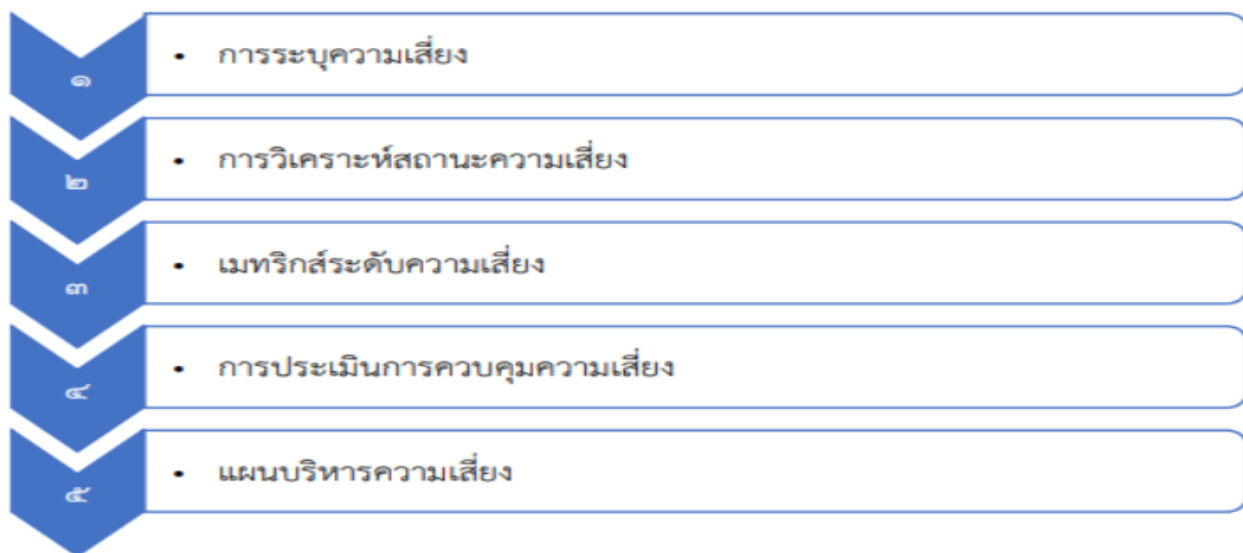 ๑
• การระบุความเสี่ยง
๒
• การวิเคราะห์สถานะความเสี่ยง
๓
• เมทริกส์ระดับความเสี่ยง
๔
• การประเมินการควบคุมความเสี่ยง
๕
• แผนบริหารความเสี่ยง